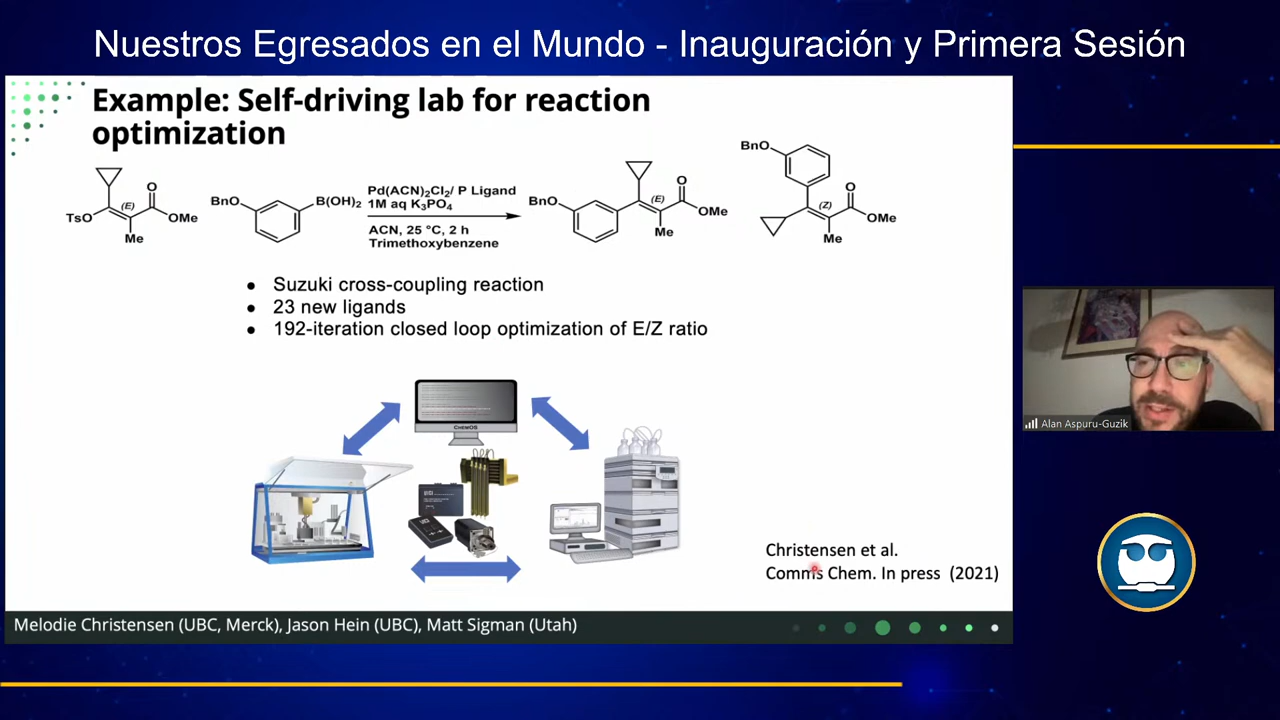 Nuestros Egresados en el Mundo - Inauguración y Primera Sesión
Example: Self-driving lab for reaction
optimization
TsO
(E)
O
OMe
Me
BnO
B(OH)2
Pd(ACN)2Cl2/ P Ligand
1M aq K3PO4
ACN, 25 °C, 2 h
Trimethoxybenzene
BnO
(E)
O
OMe
Me
BnO
(Z)
O
OMe
Me
• Suzuki cross-coupling reaction
• 23 new ligands
• 192-iteration closed loop optimization of E/Z ratio
ChemOS
Christensen et al.
Comms Chem. In press (2021)
Alan Aspuru-Guzik
Melodie Christensen (UBC, Merck), Jason Hein (UBC), Matt Sigman (Utah)